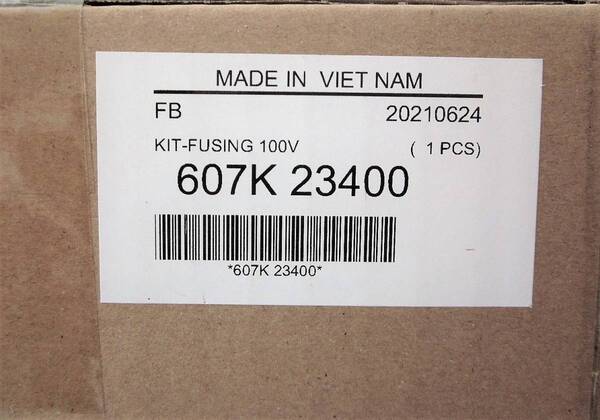 MADE IN VIET NAM
FB 20210624
KIT-FUSING 100V ( 1 PCS)
607K 23400
*607K 23400*